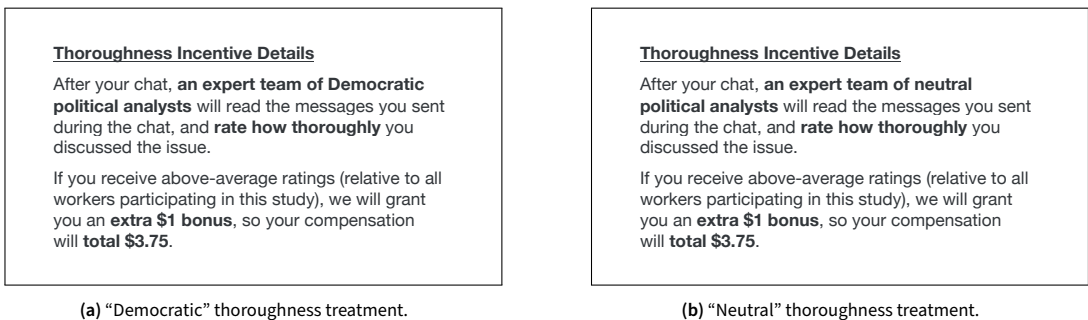 Thoroughness Incentive Details
After your chat, an expert team of Democratic
political analysts will read the messages you sent
during the chat, and rate how thoroughly you
discussed the issue.
If you receive above-average ratings (relative to all
workers participating in this study), we will grant
you an extra $1 bonus, so your compensation
will total $3.75.
(a) “Democratic” thoroughness treatment.
Thoroughness Incentive Details
After your chat, an expert team of neutral
political analysts will read the messages you sent
during the chat, and rate how thoroughly you
discussed the issue.
If you receive above-average ratings (relative to all
workers participating in this study), we will grant
you an extra $1 bonus, so your compensation
will total $3.75.
(b) “Neutral” thoroughness treatment.